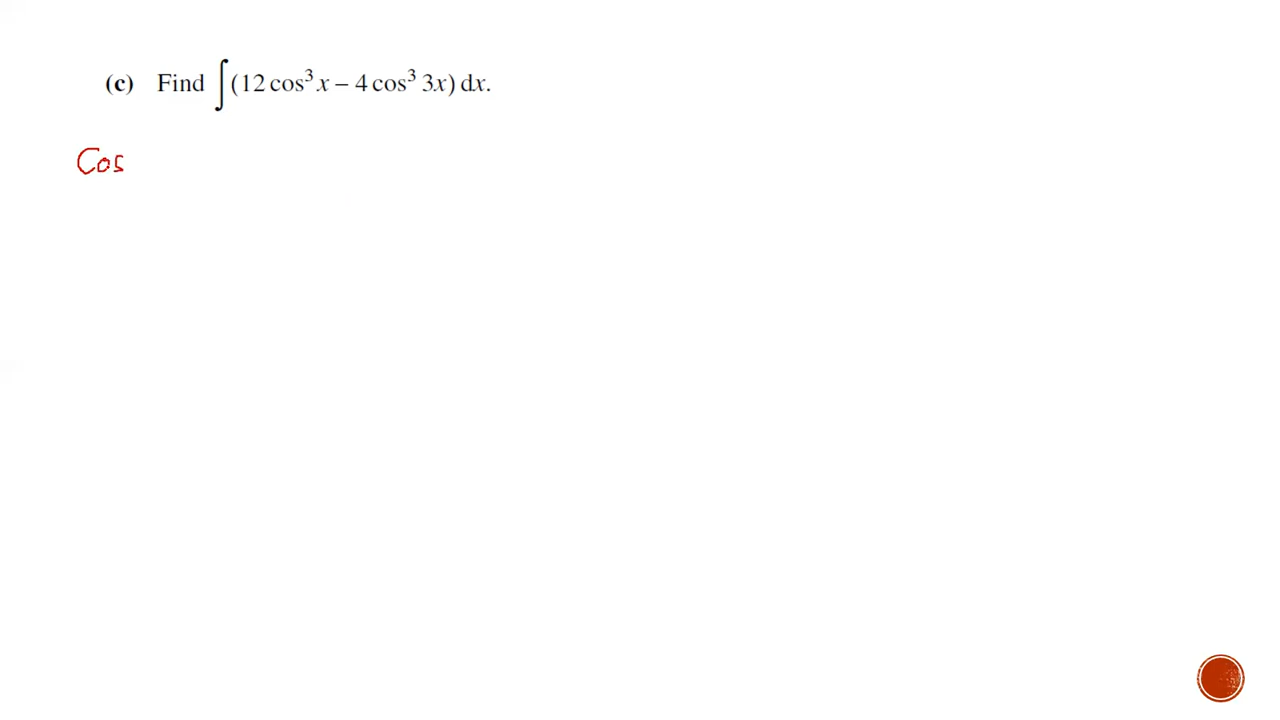 (c) Find ∫(12 cos³ x – 4 cos³ 3x) dx.
Cos